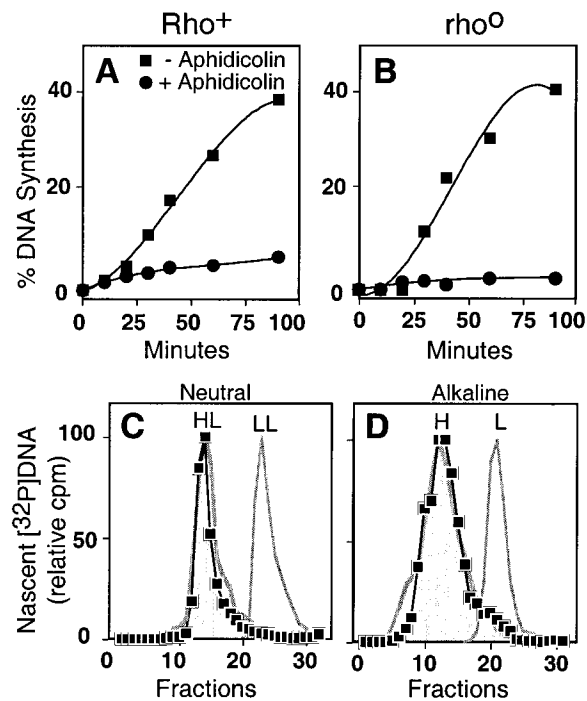 Rho+ rhoo
A B
- Aphidicolin
+ Aphidicolin
% DNA Synthesis
40 40
20 20
0 0
0 25 50 75 100 0 25 50 75 100
Minutes Minutes
Neutral Alkaline
C HL LL D H L
Nascent [32P]DNA
(relative cpm)
100
50
0
0 10 20 30 0 10 20 30
Fractions Fractions